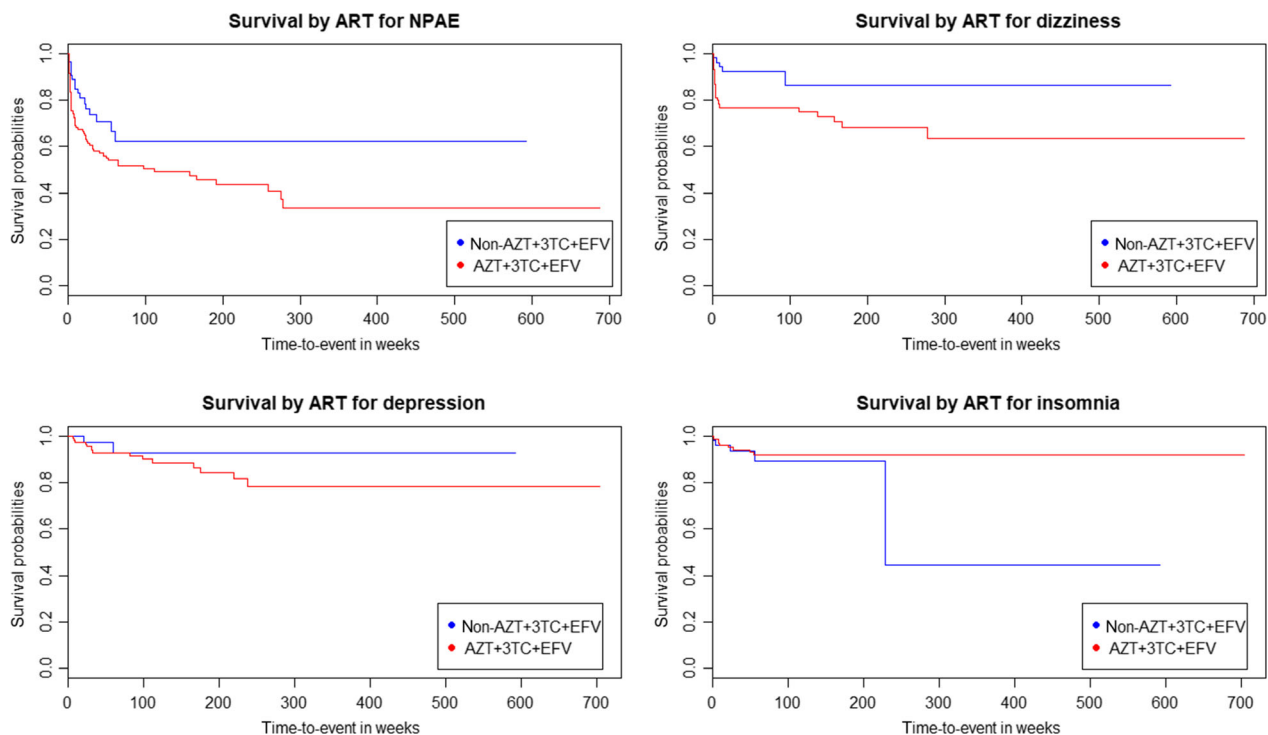 Survival by ART for NPAE
Survival probabilities
1.0
0.8
0.6
0.4
0.2
0.0
Non-AZT+3TC+EFV
AZT+3TC+EFV
0 100 200 300 400 500 600 700
Time-to-event in weeks
Survival by ART for dizziness
Survival probabilities
1.0
0.8
0.6
0.4
0.2
0.0
Non-AZT+3TC+EFV
AZT+3TC+EFV
0 100 200 300 400 500 600 700
Time-to-event in weeks
Survival by ART for depression
Survival probabilities
1.0
0.8
0.6
0.4
0.2
0.0
Non-AZT+3TC+EFV
AZT+3TC+EFV
0 100 200 300 400 500 600 700
Time-to-event in weeks
Survival by ART for insomnia
Survival probabilities
1.0
0.8
0.6
0.4
0.2
0.0
Non-AZT+3TC+EFV
AZT+3TC+EFV
0 100 200 300 400 500 600 700
Time-to-event in weeks